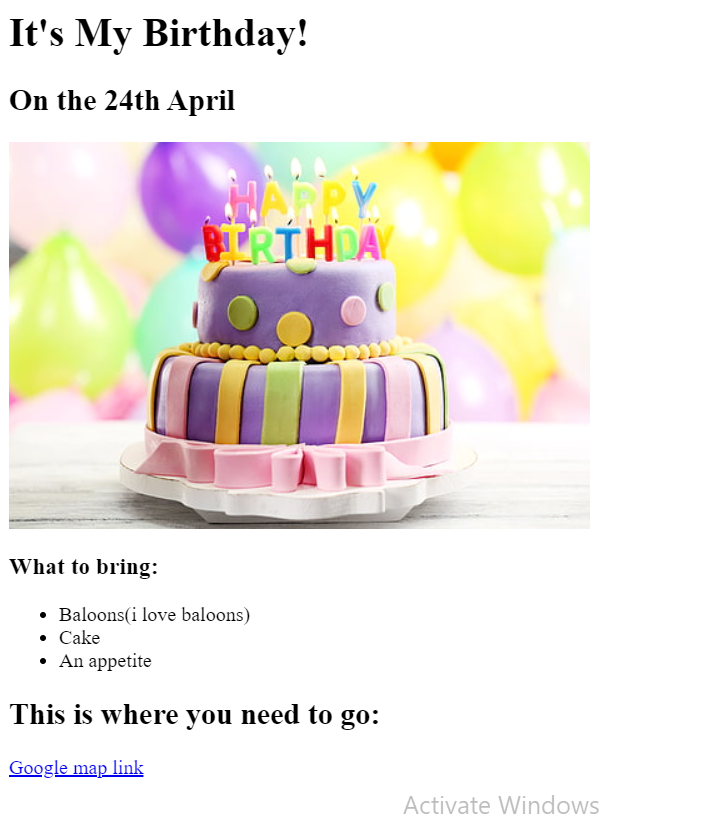 It's My Birthday!
On the 24th April
HAPPY
BIRTHDAY
What to bring:
Baloons(i love baloons)
Cake
An appetite
This is where you need to go:
Google map link
Activate Windows